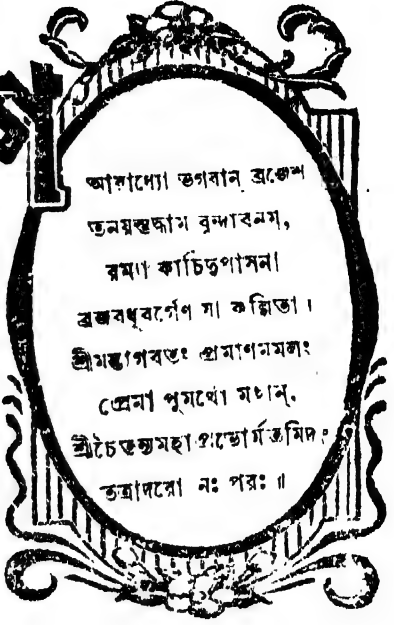 আরাধ্যো ভগবান্ ব্রজেশ
তনয়স্তদ্ধাম বৃন্দাবনম্,
রম্যা কাচিদুপাসনা
ব্রজবধূবর্গেণ যা কল্পিতা।
শ্রীমদ্ভাগবতং প্রমাণমমলং
প্রেমা পুমর্থো মহান্,
শ্রীচৈতন্যমহাপ্রভোর্মতমিদং
তত্রাদরো নঃ পরঃ॥